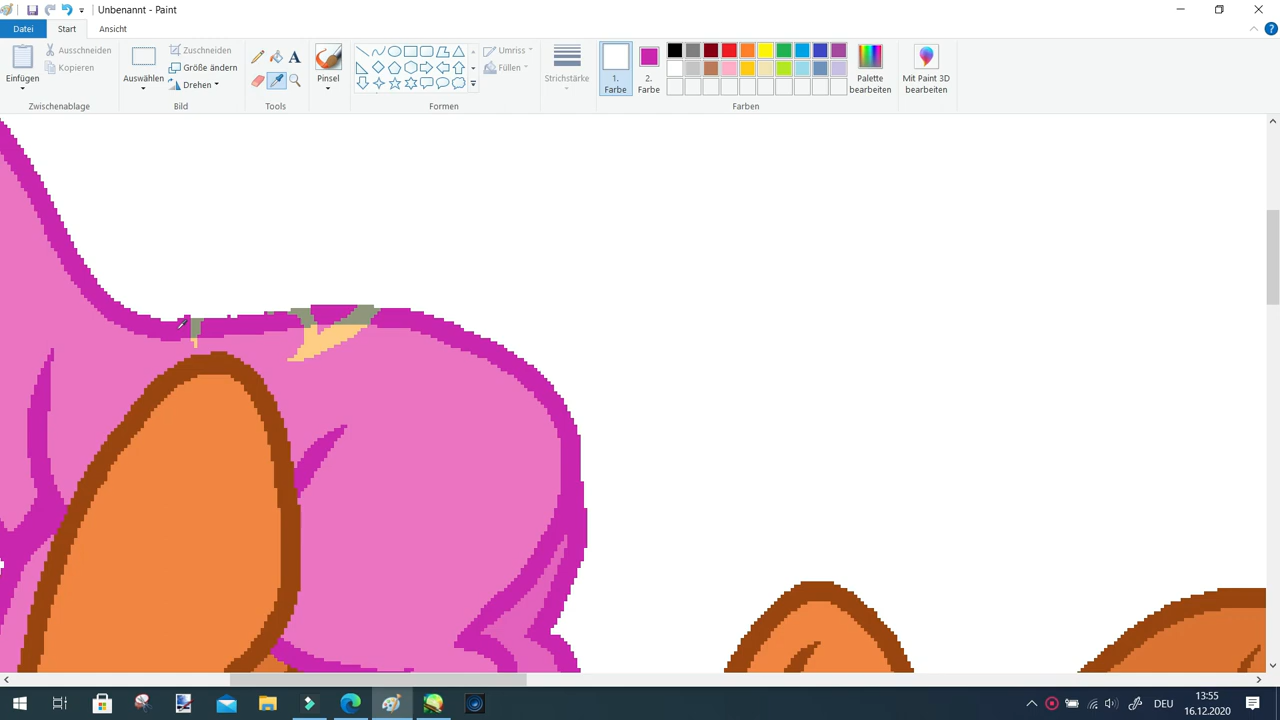 Unbenannt - Paint
Datei Start Ansicht
Einfügen
Ausschneiden
Kopieren
Zwischenablage
Auswählen
Zuschneiden
Größe ändern
Drehen
Bild
A
Tools
Pinsel
Umriss
Füllen
Formen
Strichstärke
1.
Farbe
2.
Farbe
Palette
bearbeiten
Farben
Mit Paint 3D
bearbeiten
DEU
13:55
16.12.2020